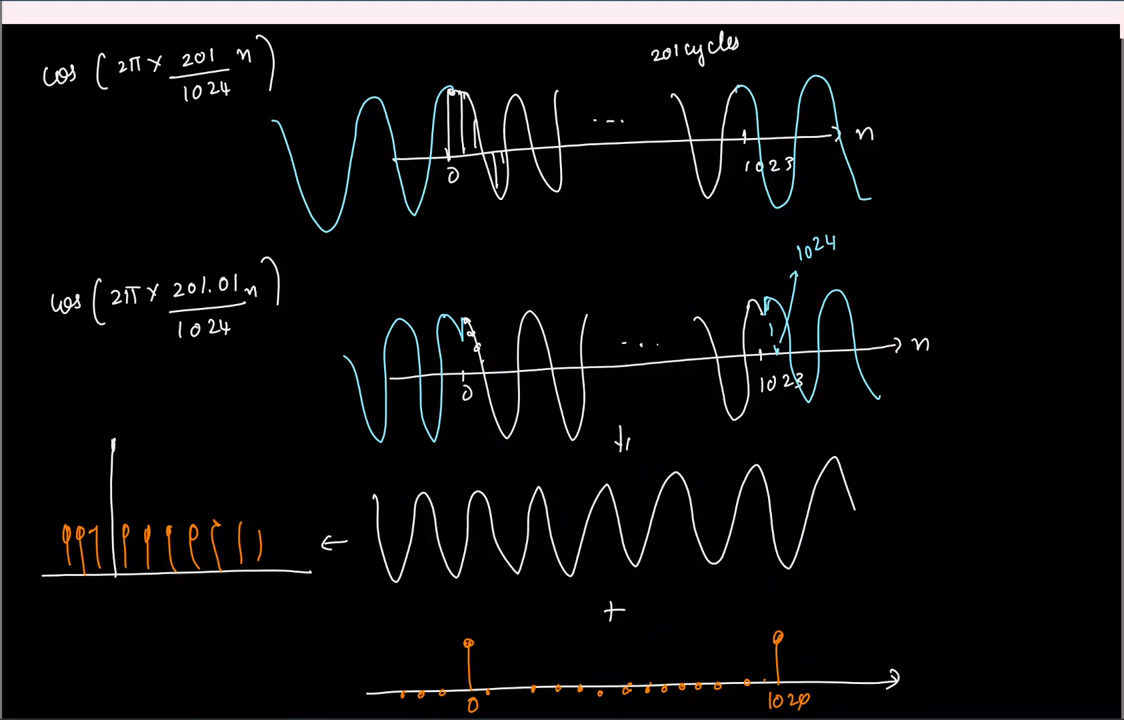 cos (2π × 201/1024 n)
201 cycles
...
n
0
1023
1024
cos (2π × 201.01/1024 n)
...
n
0
1023
+
←
+
0
1024